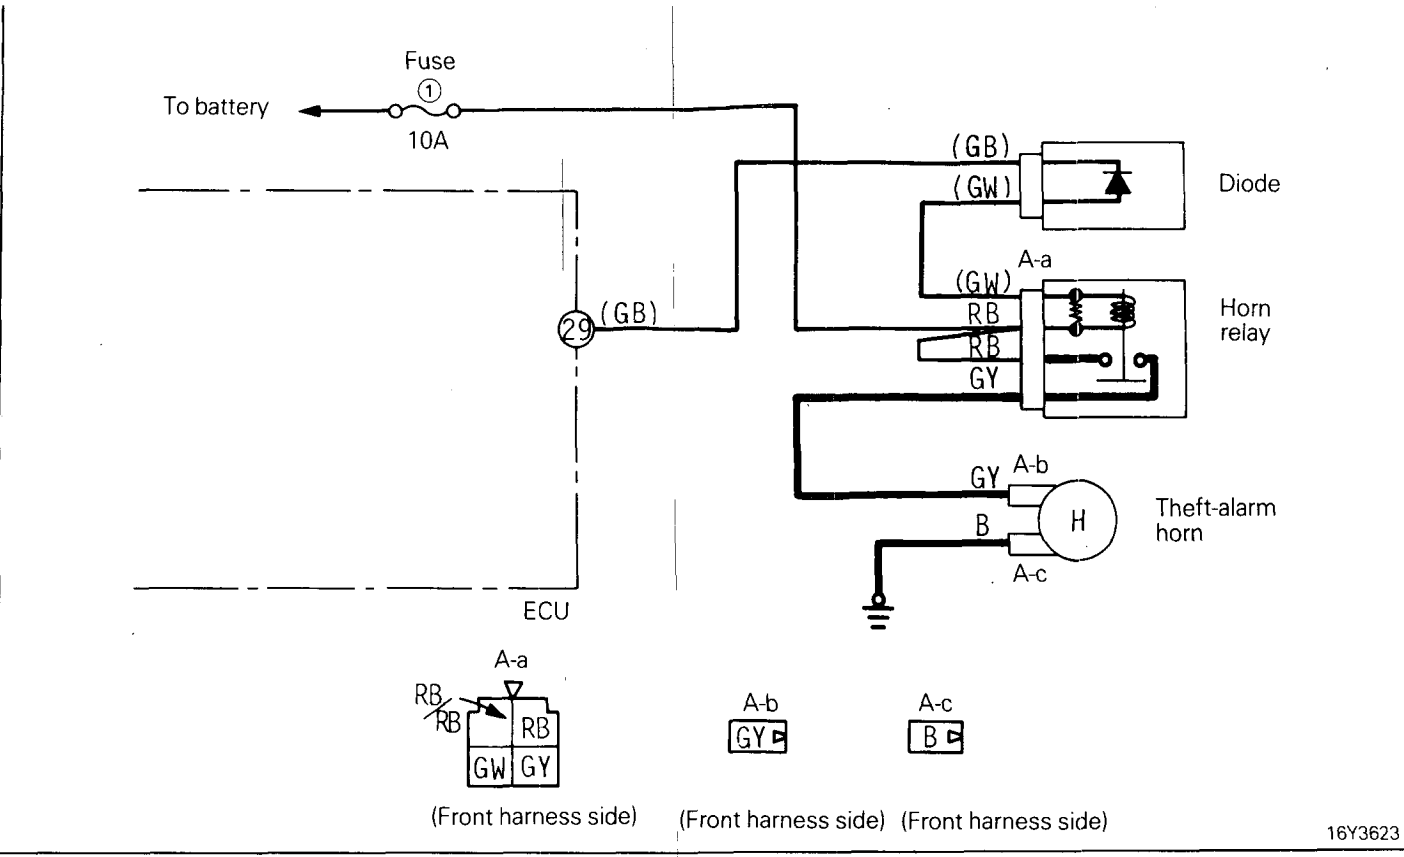 Fuse
①
To battery
10A
(GB)
(GW)
Diode
A-a
(GW)
RB
RB
GY
Horn
relay
29
(GB)
GY
A-b
H
Theft-alarm
horn
B
A-c
ECU
A-a
RB
RB
RB
GW
GY
A-b
GY
A-c
B
(Front harness side)
(Front harness side)
(Front harness side)
16Y3623